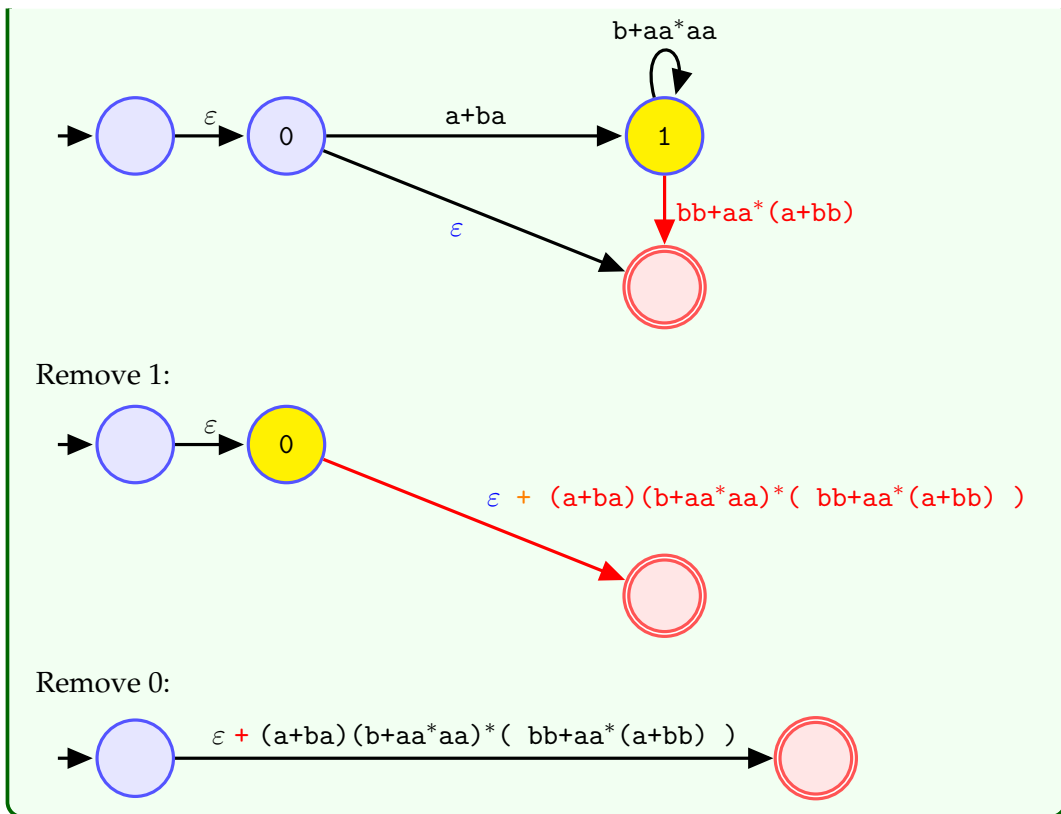 b+aa*aa
ε
0
a+ba
1
ε
bb+aa*(a+bb)
Remove 1:
ε
0
ε + (a+ba)(b+aa*aa)*( bb+aa*(a+bb) )
Remove 0:
ε + (a+ba)(b+aa*aa)*( bb+aa*(a+bb) )